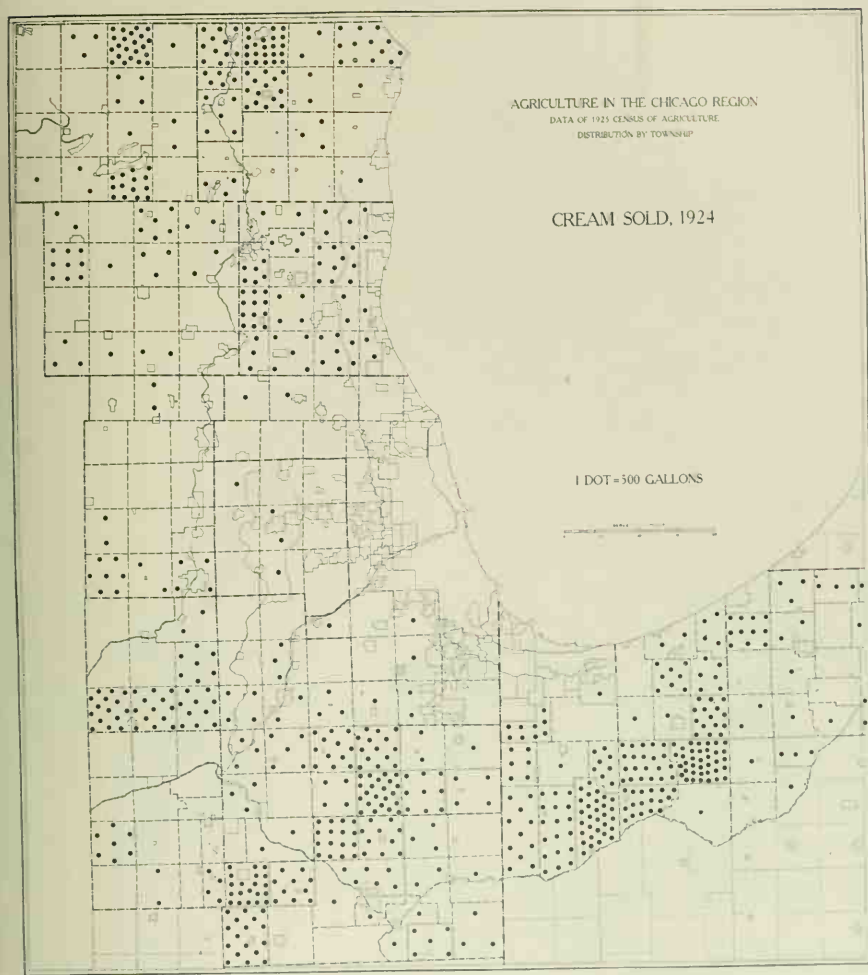 AGRICULTURE IN THE CHICAGO REGION
DATA OF 1925 CENSUS OF AGRICULTURE
DISTRIBUTION BY TOWNSHIP
CREAM SOLD, 1924
1 DOT = 500 GALLONS